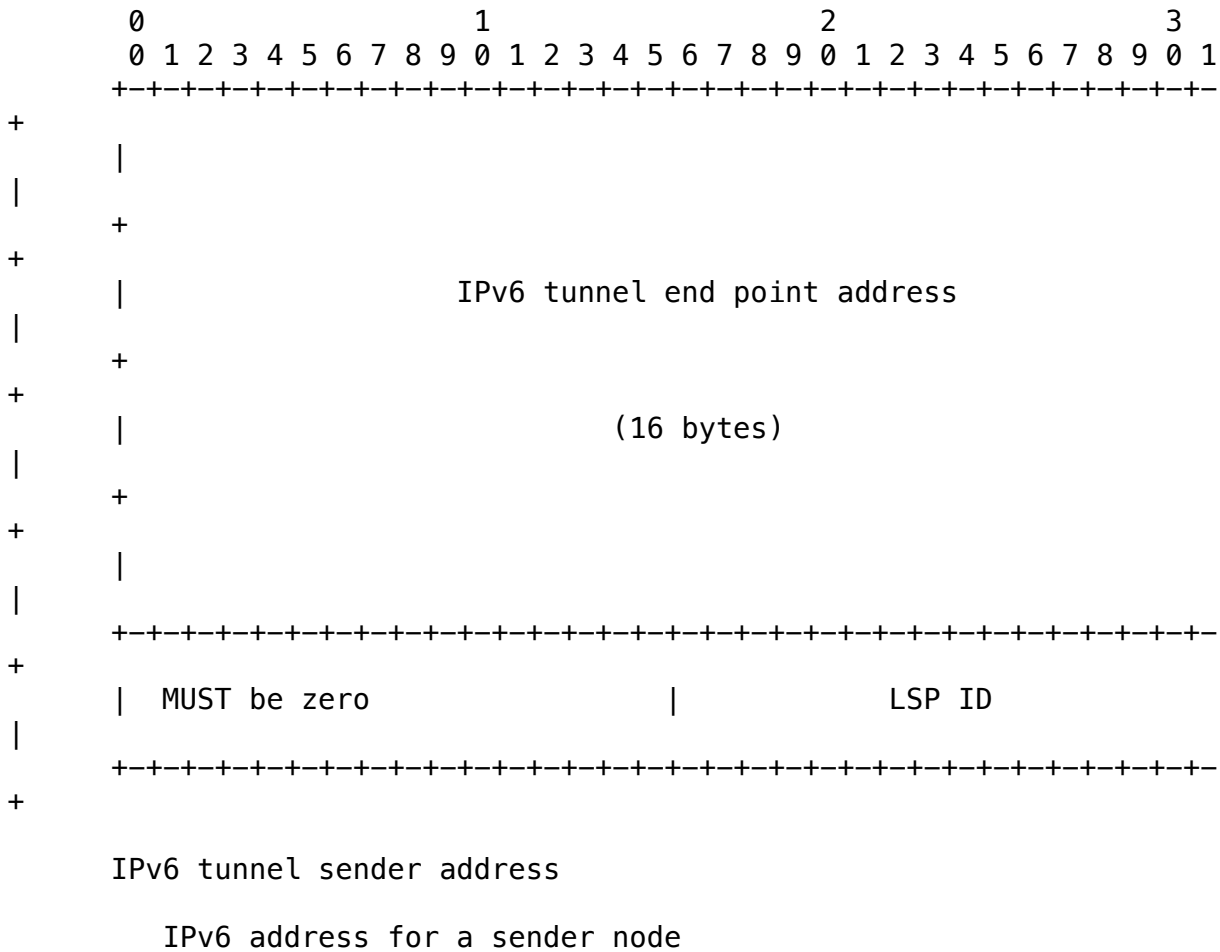 0                   1                   2                   3
 0 1 2 3 4 5 6 7 8 9 0 1 2 3 4 5 6 7 8 9 0 1 2 3 4 5 6 7 8 9 0 1
+-+-+-+-+-+-+-+-+-+-+-+-+-+-+-+-+-+-+-+-+-+-+-+-+-+-+-+-+-+-+-+-
+
|
|
+
+
| IPv6 tunnel end point address
|
+
+
| (16 bytes)
|
+
+
|
|
+-+-+-+-+-+-+-+-+-+-+-+-+-+-+-+-+-+-+-+-+-+-+-+-+-+-+-+-+-+-+-+-
+
| MUST be zero | LSP ID
|
+-+-+-+-+-+-+-+-+-+-+-+-+-+-+-+-+-+-+-+-+-+-+-+-+-+-+-+-+-+-+-+-
+
IPv6 tunnel sender address
IPv6 address for a sender node